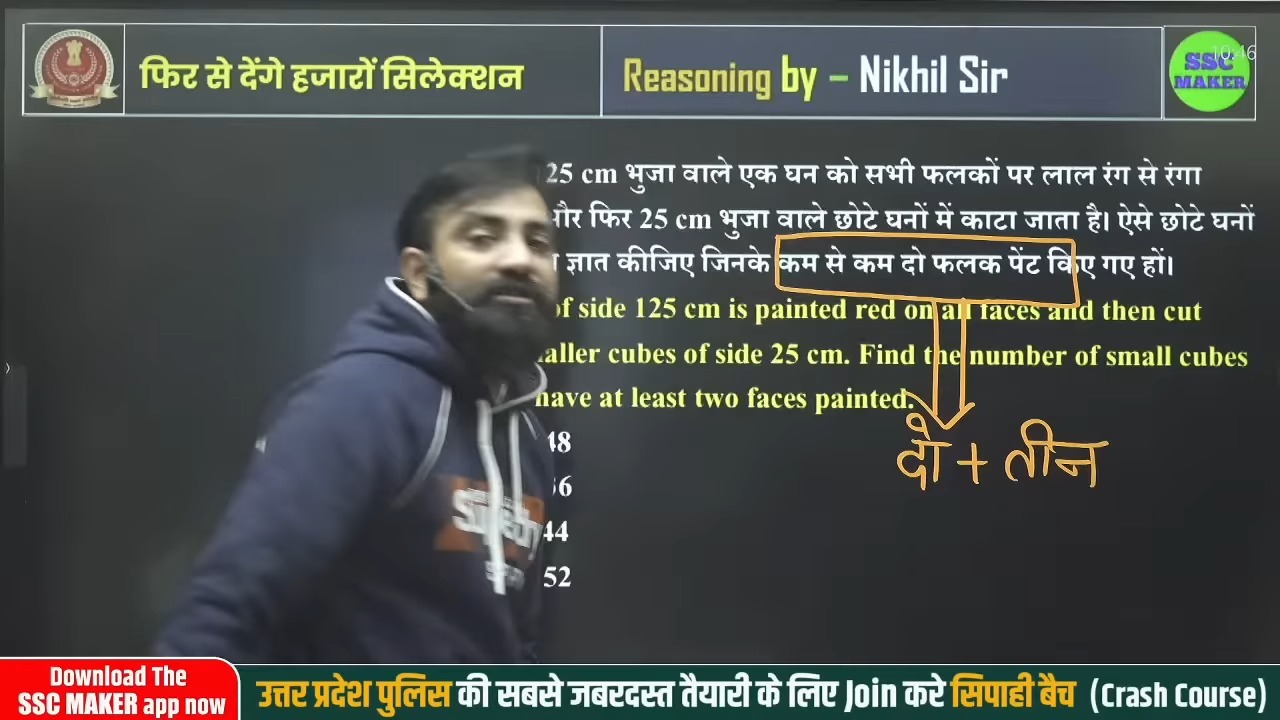 फिर से देंगे हजारों सिलेक्शन
Reasoning by – Nikhil Sir
SSC
MAKER
10:46
25 cm भुजा वाले एक घन को सभी फलकों पर लाल रंग से रंगा
और फिर 25 cm भुजा वाले छोटे घनों में काटा जाता है। ऐसे छोटे घनों
ज्ञात कीजिए जिनके कम से कम दो फलक पेंट किए गए हों।
of side 125 cm is painted red on all faces and then cut
cubes of side 25 cm. Find the number of small cubes
have at least two faces painted.
दो + तीन
48
44
52
Download The
SSC MAKER app now
उत्तर प्रदेश पुलिस की सबसे जबरदस्त तैयारी के लिए Join करे सिपाही बैच (Crash Course)